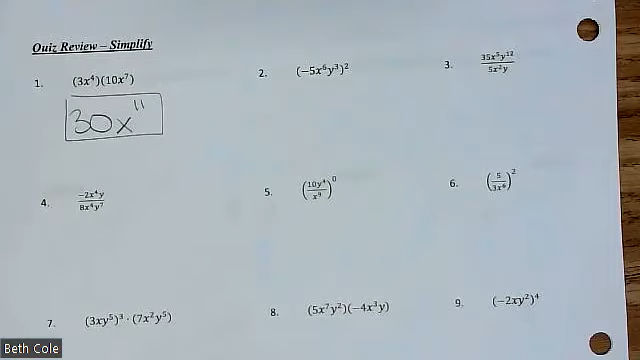 Quiz Review – Simplify
1. (3x⁴)(10x⁷)
30x¹¹
2. (−5x⁶y³)²
3. 35x⁵y¹²/5x²y
4. −2x⁴y/8x⁴y⁷
5. (10y⁴/x⁹)⁰
6. (5/3x⁶)²
7. (3xy⁵)³ · (7x²y⁵)
8. (5x⁷y²)(−4x³y)
9. (−2xy²)⁴
Beth Cole